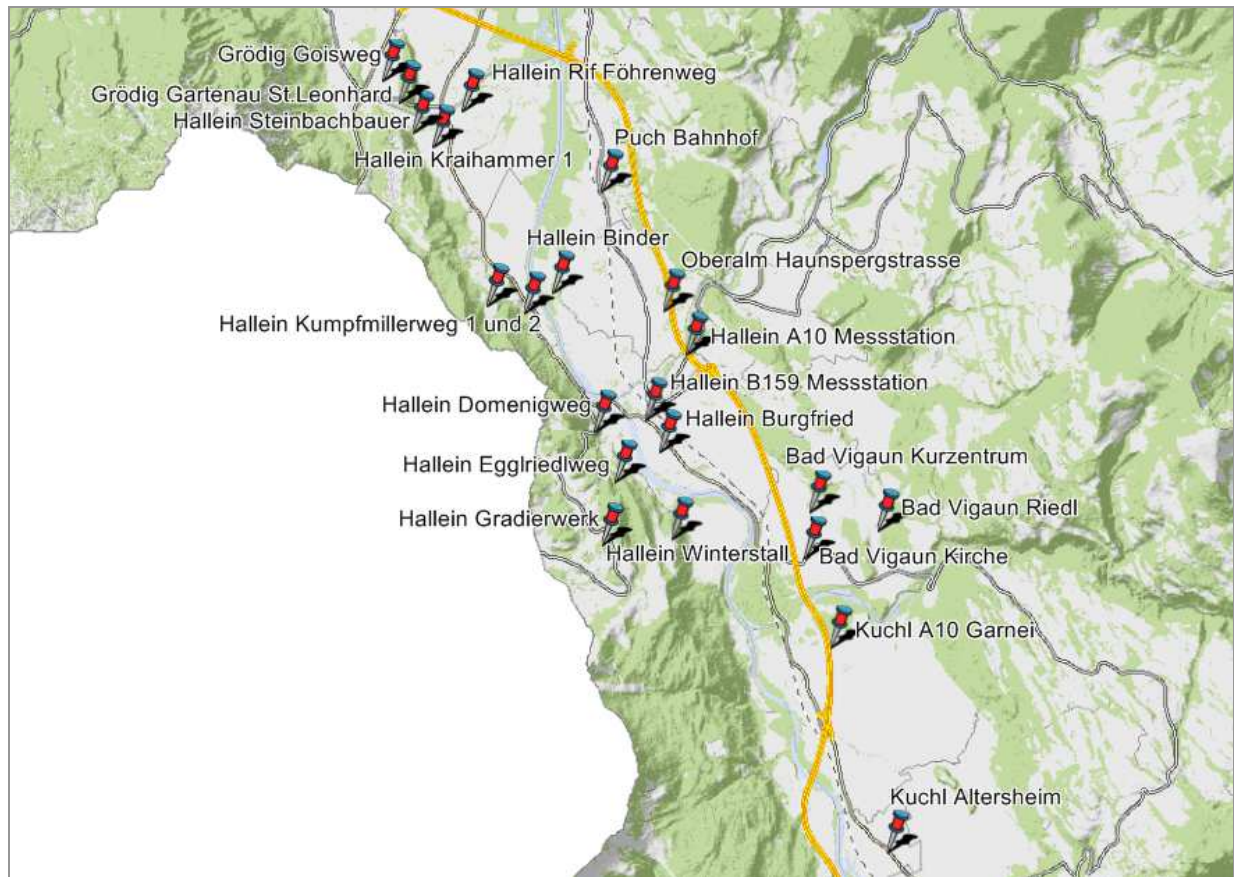 Grödig Goisweg
Hallein Rif Föhrenweg
Grödig Gartenau St.Leonhard
Hallein Steinbachbauer
Puch Bahnhof
Hallein Kraihammer 1
Hallein Binder
Oberalm Haunspergstrasse
Hallein Kumpfmillerweg 1 und 2
Hallein A10 Messstation
Hallein B159 Messstation
Hallein Domenigweg
Hallein Burgfried
Bad Vigaun Kurzentrum
Hallein Egglriedlweg
Bad Vigaun Riedl
Hallein Gradierwerk
Hallein Winterstall
Bad Vigaun Kirche
Kuchl A10 Garnei
Kuchl Altersheim